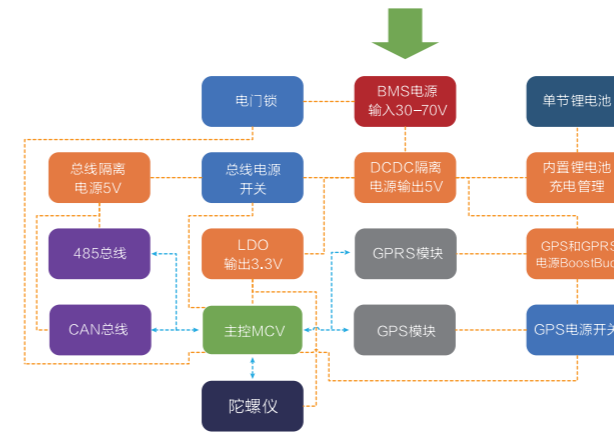 电门锁
BMS电源
输入30-70V
单节锂电池
总线隔离
电源5V
总线电源
开关
DCDC隔离
电源输出5V
内置锂电池
充电管理
485总线
LDO
输出3.3V
GPRS模块
GPS和GPRS
电源BoostBuc
CAN总线
主控MCV
GPS模块
GPS电源开关
陀螺仪